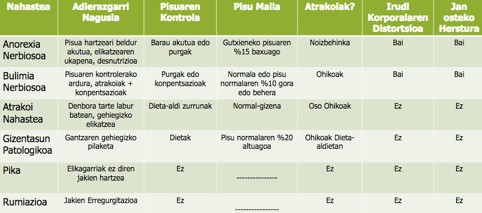 Nahastea Adierazgarri Nagusia Pisuaren Kontrola Pisu Maila Atrakoiak? Irudi Korporalaren Distortsioa Jan osteko Herstura
Anorexia Nerbiosoa Pisua hartzeari beldur akutua, elikatzearen ukapena, desnutrizioa Barau akutua edo purgak Gutxieneko pisuaren %15 baxuago Noizbehinka Bai Bai
Bulimia Nerbiosoa Pisuaren kontrolerako ardura, atrakoiak + konpentsazioak Purgak edo konpentsazioak Normala edo pisu normalaren %10 gora edo behera Ohikoak Bai Bai
Atrakoi Nahastea Denbora tarte labur batean, gehiegizko elikatzea Dieta-aldi zurrunak Normal-gizena Oso Ohikoak Ez Ez
Gizentasun Patologikoa Gantzaren gehiegizko pilaketa Dietak Pisu normalaren %20 altuagoa Ohikoak Dieta-aldietan Ez Ez
Pika Elikagarriak ez diren jakien hartzea Ez --------------- Ez Ez Ez
Rumiazioa Jakien Erregurgitazioa Ez ---------------- Ez Ez Ez